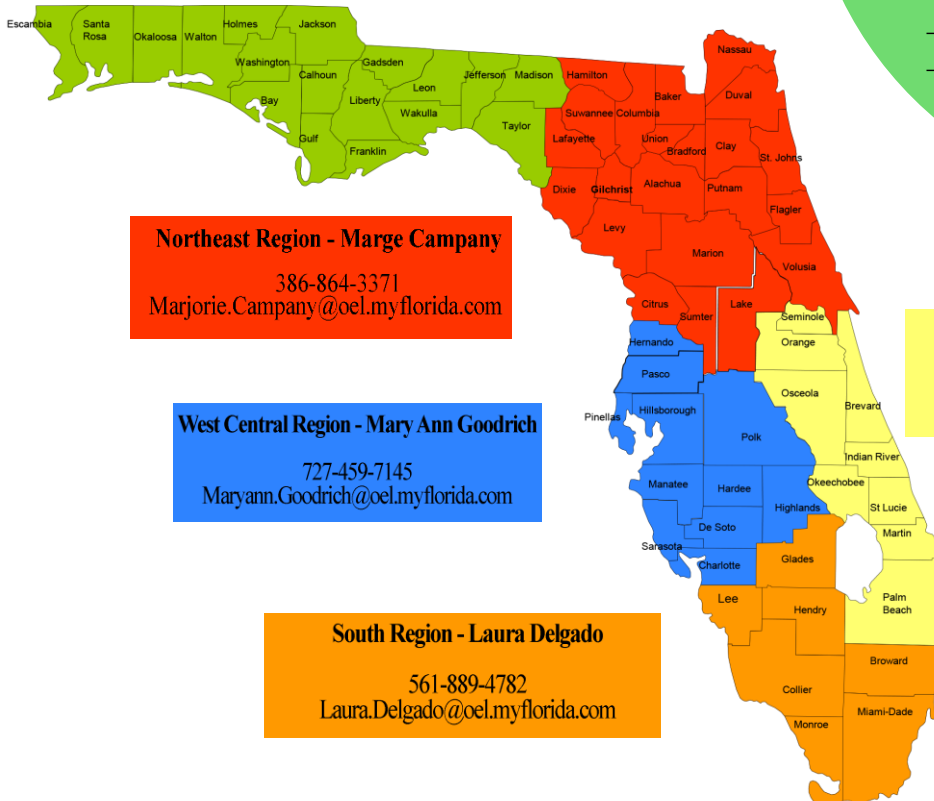 Escambia
Santa
Rosa
Okaloosa
Walton
Holmes
Jackson
Washington
Bay
Calhoun
Gulf
Gadsden
Liberty
Franklin
Leon
Wakulla
Jefferson
Madison
Taylor
Hamilton
Suwannee
Columbia
Baker
Nassau
Duval
Lafayette
Union
Bradford
Clay
St. Johns
Dixie
Gilchrist
Alachua
Putnam
Flagler
Levy
Marion
Volusia
Citrus
Sumter
Lake
Northeast Region - Marge Campany
386-864-3371
Marjorie.Campany@oel.myflorida.com
Seminole
Orange
Osceola
Brevard
Indian River
Okeechobee
St Lucie
Martin
Palm
Beach
Hernando
Pasco
Pinellas
Hillsborough
Polk
Manatee
Hardee
Highlands
Sarasota
De Soto
Charlotte
West Central Region - Mary Ann Goodrich
727-459-7145
Maryann.Goodrich@oel.myflorida.com
Glades
Lee
Hendry
Collier
Broward
Monroe
Miami-Dade
South Region - Laura Delgado
561-889-4782
Laura.Delgado@oel.myflorida.com